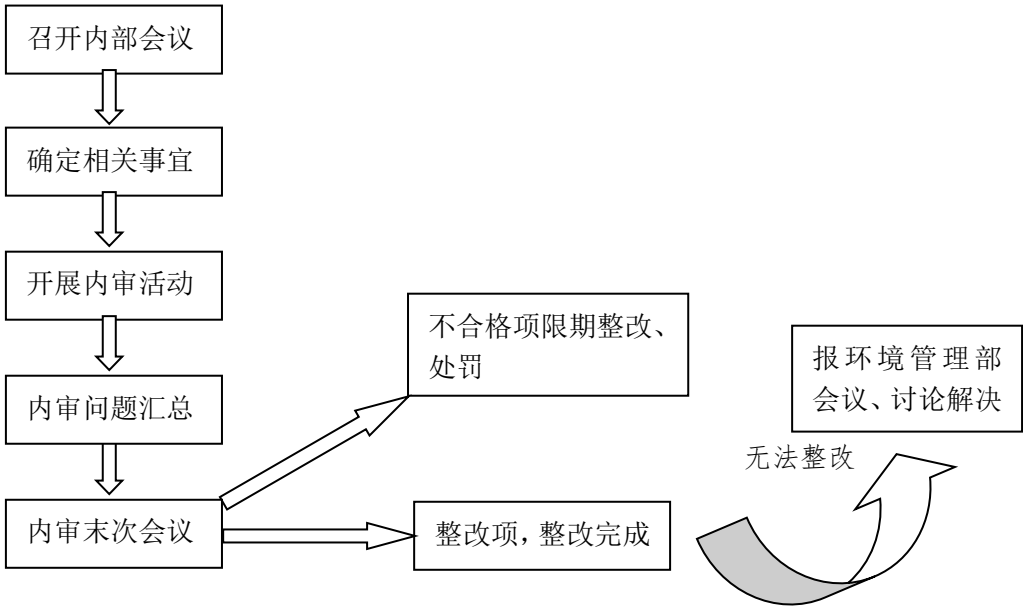 召开内部会议
确定相关事宜
开展内审活动
内审问题汇总
内审末次会议
不合格项限期整改、
处罚
整改项，整改完成
无法整改
报环境管理部
会议、讨论解决